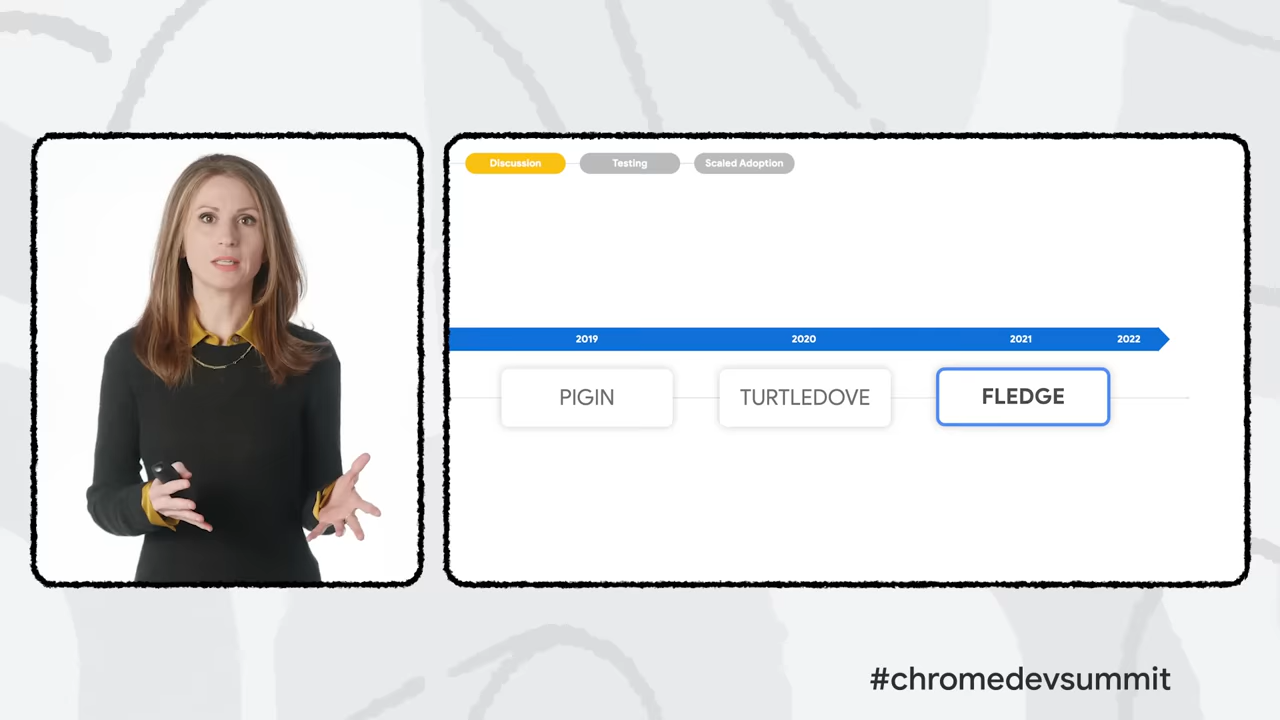 Discussion Testing Scaled Adoption
2019 2020 2021 2022
PIGIN TURTLEDOVE FLEDGE
#chromedevsummit